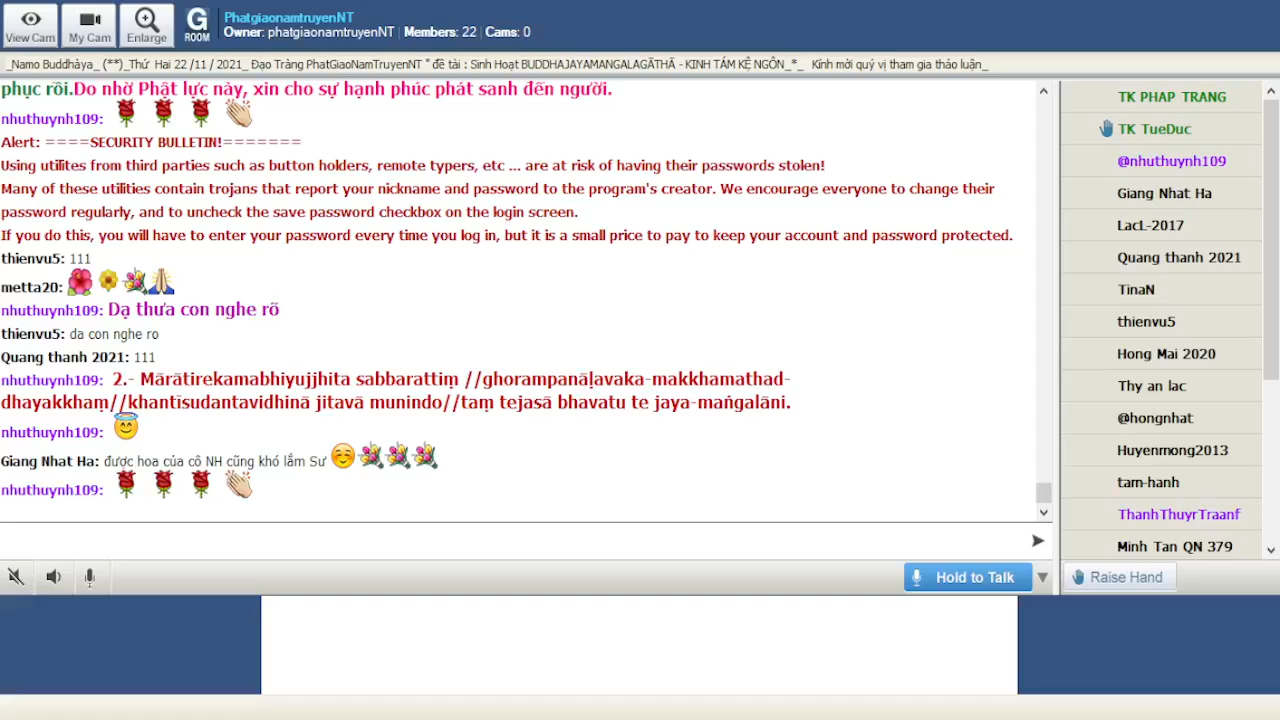 View Cam
My Cam
Enlarge
G
ROOM
PhatgiaonamtruyenNT
Owner: phatgiaonamtruyenNT | Members: 22 | Cams: 0
_Namo Buddhàya_ (**)_Thứ Hai 22 /11 / 2021_ Đạo Tràng PhatGiaoNamTruyenNT " đề tài : Sinh Hoạt BUDDHAJAYAMANGALAGĀTHĀ - KINH TÁM KỆ NGÔN_*_ Kính mời quý vị tham gia thảo luận_
phục rồi.Do nhờ Phật lực này, xin cho sự hạnh phúc phát sanh đến người.
nhuthuynh109:
Alert: ====SECURITY BULLETIN!=======
Using utilites from third parties such as button holders, remote typers, etc ... are at risk of having their passwords stolen!
Many of these utilities contain trojans that report your nickname and password to the program's creator. We encourage everyone to change their
password regularly, and to uncheck the save password checkbox on the login screen.
If you do this, you will have to enter your password every time you log in, but it is a small price to pay to keep your account and password protected.
thienvu5: 111
metta20:
nhuthuynh109: Dạ thưa con nghe rõ
thienvu5: da con nghe ro
Quang thanh 2021: 111
nhuthuynh109: 2.- Mārātirekamabhiyujjhita sabbarattiṃ //ghorampanāḷavaka-makkhamathad-
dhayakkhaṃ//khantīsudantavidhinā jitavā munindo//taṃ tejasā bhavatu te jaya-maṅgalāni.
nhuthuynh109:
Giang Nhat Ha: được hoa của cô NH cũng khó lắm Sư
nhuthuynh109:
TK PHAP TRANG
TK TueDuc
@nhuthuynh109
Giang Nhat Ha
LacL-2017
Quang thanh 2021
TinaN
thienvu5
Hong Mai 2020
Thy an lac
@hongnhat
Huyenmong2013
tam-hanh
ThanhThuyrTraanf
Minh Tan QN 379
Hold to Talk
Raise Hand